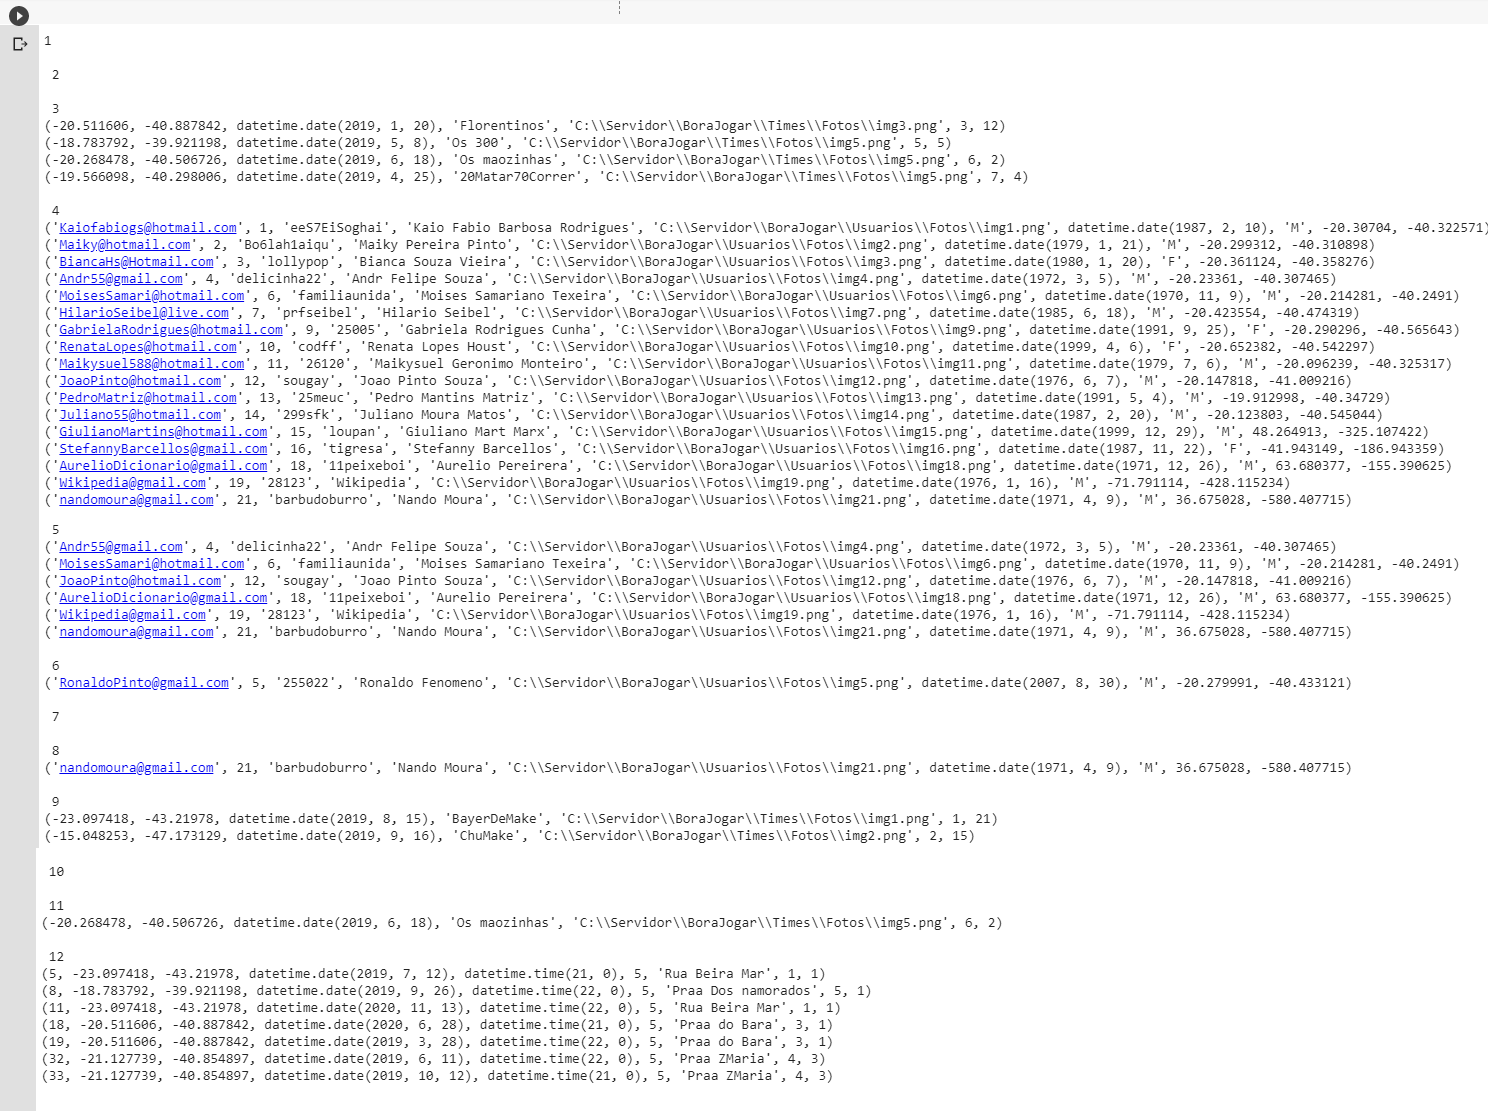 1
2
3
(-20.511606, -40.887842, datetime.date(2019, 1, 20), 'Florentinos', 'C:\\Servidor\\BoraJogar\\Times\\Fotos\\img3.png', 3, 12)
(-18.783792, -39.921198, datetime.date(2019, 5, 8), 'Os 300', 'C:\\Servidor\\BoraJogar\\Times\\Fotos\\img5.png', 5, 5)
(-20.268478, -40.506726, datetime.date(2019, 6, 18), 'Os maozinhas', 'C:\\Servidor\\BoraJogar\\Times\\Fotos\\img5.png', 6, 2)
(-19.566098, -40.298006, datetime.date(2019, 4, 25), '20Matar70Correr', 'C:\\Servidor\\BoraJogar\\Times\\Fotos\\img5.png', 7, 4)
4
('Kaiofabiogs@hotmail.com', 1, 'eeS7EiSoghai', 'Kaio Fabio Barbosa Rodrigues', 'C:\\Servidor\\BoraJogar\\Usuarios\\Fotos\\img1.png', datetime.date(1987, 2, 10), 'M', -20.30704, -40.322571)
('Maiky@hotmail.com', 2, 'Bo6lah1aiqu', 'Maiky Pereira Pinto', 'C:\\Servidor\\BoraJogar\\Usuarios\\Fotos\\img2.png', datetime.date(1979, 1, 21), 'M', -20.299312, -40.310898)
('BiancaHs@Hotmail.com', 3, 'lollypop', 'Bianca Souza Vieira', 'C:\\Servidor\\BoraJogar\\Usuarios\\Fotos\\img3.png', datetime.date(1980, 1, 20), 'F', -20.361124, -40.358276)
('Andr55@gmail.com', 4, 'delicinha22', 'Andr Felipe Souza', 'C:\\Servidor\\BoraJogar\\Usuarios\\Fotos\\img4.png', datetime.date(1972, 3, 5), 'M', -20.23361, -40.307465)
('MoisesSamari@hotmail.com', 6, 'familiaunida', 'Moises Samariano Texeira', 'C:\\Servidor\\BoraJogar\\Usuarios\\Fotos\\img6.png', datetime.date(1970, 11, 9), 'M', -20.214281, -40.2491)
('HilarioSeibel@live.com', 7, 'prfseibel', 'Hilario Seibel', 'C:\\Servidor\\BoraJogar\\Usuarios\\Fotos\\img7.png', datetime.date(1985, 6, 18), 'M', -20.423554, -40.474319)
('GabrielaRodrigues@hotmail.com', 9, '25005', 'Gabriela Rodrigues Cunha', 'C:\\Servidor\\BoraJogar\\Usuarios\\Fotos\\img9.png', datetime.date(1991, 9, 25), 'F', -20.290296, -40.565643)
('RenataLopes@hotmail.com', 10, 'codff', 'Renata Lopes Houst', 'C:\\Servidor\\BoraJogar\\Usuarios\\Fotos\\img10.png', datetime.date(1999, 4, 6), 'F', -20.652382, -40.542297)
('Maikysuel588@hotmail.com', 11, '26120', 'Maikysuel Geronimo Monteiro', 'C:\\Servidor\\BoraJogar\\Usuarios\\Fotos\\img11.png', datetime.date(1979, 7, 6), 'M', -20.096239, -40.325317)
('JoaoPinto@hotmail.com', 12, 'sougay', 'Joao Pinto Souza', 'C:\\Servidor\\BoraJogar\\Usuarios\\Fotos\\img12.png', datetime.date(1976, 6, 7), 'M', -20.147818, -41.009216)
('PedroMatriz@hotmail.com', 13, '25meuc', 'Pedro Mantins Matriz', 'C:\\Servidor\\BoraJogar\\Usuarios\\Fotos\\img13.png', datetime.date(1991, 5, 4), 'M', -19.912998, -40.34729)
('Juliano55@hotmail.com', 14, '299sfk', 'Juliano Moura Matos', 'C:\\Servidor\\BoraJogar\\Usuarios\\Fotos\\img14.png', datetime.date(1987, 2, 20), 'M', -20.123803, -40.545044)
('GiulianoMartins@hotmail.com', 15, 'loupan', 'Giuliano Mart Marx', 'C:\\Servidor\\BoraJogar\\Usuarios\\Fotos\\img15.png', datetime.date(1999, 12, 29), 'M', 48.264913, -325.107422)
('StefannyBarcellos@gmail.com', 16, 'tigresa', 'Stefanny Barcellos', 'C:\\Servidor\\BoraJogar\\Usuarios\\Fotos\\img16.png', datetime.date(1987, 11, 22), 'F', -41.943149, -186.943359)
('AurelioDicionario@gmail.com', 18, '11peixeboi', 'Aurelio Pereirera', 'C:\\Servidor\\BoraJogar\\Usuarios\\Fotos\\img18.png', datetime.date(1971, 12, 26), 'M', 63.680377, -155.390625)
('Wikipedia@gmail.com', 19, '28123', 'Wikipedia', 'C:\\Servidor\\BoraJogar\\Usuarios\\Fotos\\img19.png', datetime.date(1976, 1, 16), 'M', -71.791114, -428.115234)
('nandomoura@gmail.com', 21, 'barbudoburro', 'Nando Moura', 'C:\\Servidor\\BoraJogar\\Usuarios\\Fotos\\img21.png', datetime.date(1971, 4, 9), 'M', 36.675028, -580.407715)
5
('Andr55@gmail.com', 4, 'delicinha22', 'Andr Felipe Souza', 'C:\\Servidor\\BoraJogar\\Usuarios\\Fotos\\img4.png', datetime.date(1972, 3, 5), 'M', -20.23361, -40.307465)
('MoisesSamari@hotmail.com', 6, 'familiaunida', 'Moises Samariano Texeira', 'C:\\Servidor\\BoraJogar\\Usuarios\\Fotos\\img6.png', datetime.date(1970, 11, 9), 'M', -20.214281, -40.2491)
('JoaoPinto@hotmail.com', 12, 'sougay', 'Joao Pinto Souza', 'C:\\Servidor\\BoraJogar\\Usuarios\\Fotos\\img12.png', datetime.date(1976, 6, 7), 'M', -20.147818, -41.009216)
('AurelioDicionario@gmail.com', 18, '11peixeboi', 'Aurelio Pereirera', 'C:\\Servidor\\BoraJogar\\Usuarios\\Fotos\\img18.png', datetime.date(1971, 12, 26), 'M', 63.680377, -155.390625)
('Wikipedia@gmail.com', 19, '28123', 'Wikipedia', 'C:\\Servidor\\BoraJogar\\Usuarios\\Fotos\\img19.png', datetime.date(1976, 1, 16), 'M', -71.791114, -428.115234)
('nandomoura@gmail.com', 21, 'barbudoburro', 'Nando Moura', 'C:\\Servidor\\BoraJogar\\Usuarios\\Fotos\\img21.png', datetime.date(1971, 4, 9), 'M', 36.675028, -580.407715)
6
('RonaldoPinto@gmail.com', 5, '255022', 'Ronaldo Fenomeno', 'C:\\Servidor\\BoraJogar\\Usuarios\\Fotos\\img5.png', datetime.date(2007, 8, 30), 'M', -20.279991, -40.433121)
7
8
('nandomoura@gmail.com', 21, 'barbudoburro', 'Nando Moura', 'C:\\Servidor\\BoraJogar\\Usuarios\\Fotos\\img21.png', datetime.date(1971, 4, 9), 'M', 36.675028, -580.407715)
9
(-23.097418, -43.21978, datetime.date(2019, 8, 15), 'BayerDeMake', 'C:\\Servidor\\BoraJogar\\Times\\Fotos\\img1.png', 1, 21)
(-15.048253, -47.173129, datetime.date(2019, 9, 16), 'ChuMake', 'C:\\Servidor\\BoraJogar\\Times\\Fotos\\img2.png', 2, 15)
10
11
(-20.268478, -40.506726, datetime.date(2019, 6, 18), 'Os maozinhas', 'C:\\Servidor\\BoraJogar\\Times\\Fotos\\img5.png', 6, 2)
12
(5, -23.097418, -43.21978, datetime.date(2019, 7, 12), datetime.time(21, 0), 5, 'Rua Beira Mar', 1, 1)
(8, -18.783792, -39.921198, datetime.date(2019, 9, 26), datetime.time(22, 0), 5, 'Praa Dos namorados', 5, 1)
(11, -23.097418, -43.21978, datetime.date(2020, 11, 13), datetime.time(22, 0), 5, 'Rua Beira Mar', 1, 1)
(18, -20.511606, -40.887842, datetime.date(2020, 6, 28), datetime.time(21, 0), 5, 'Praa do Bara', 3, 1)
(19, -20.511606, -40.887842, datetime.date(2019, 3, 28), datetime.time(22, 0), 5, 'Praa do Bara', 3, 1)
(32, -21.127739, -40.854897, datetime.date(2019, 6, 11), datetime.time(22, 0), 5, 'Praa ZMaria', 4, 3)
(33, -21.127739, -40.854897, datetime.date(2019, 10, 12), datetime.time(21, 0), 5, 'Praa ZMaria', 4, 3)